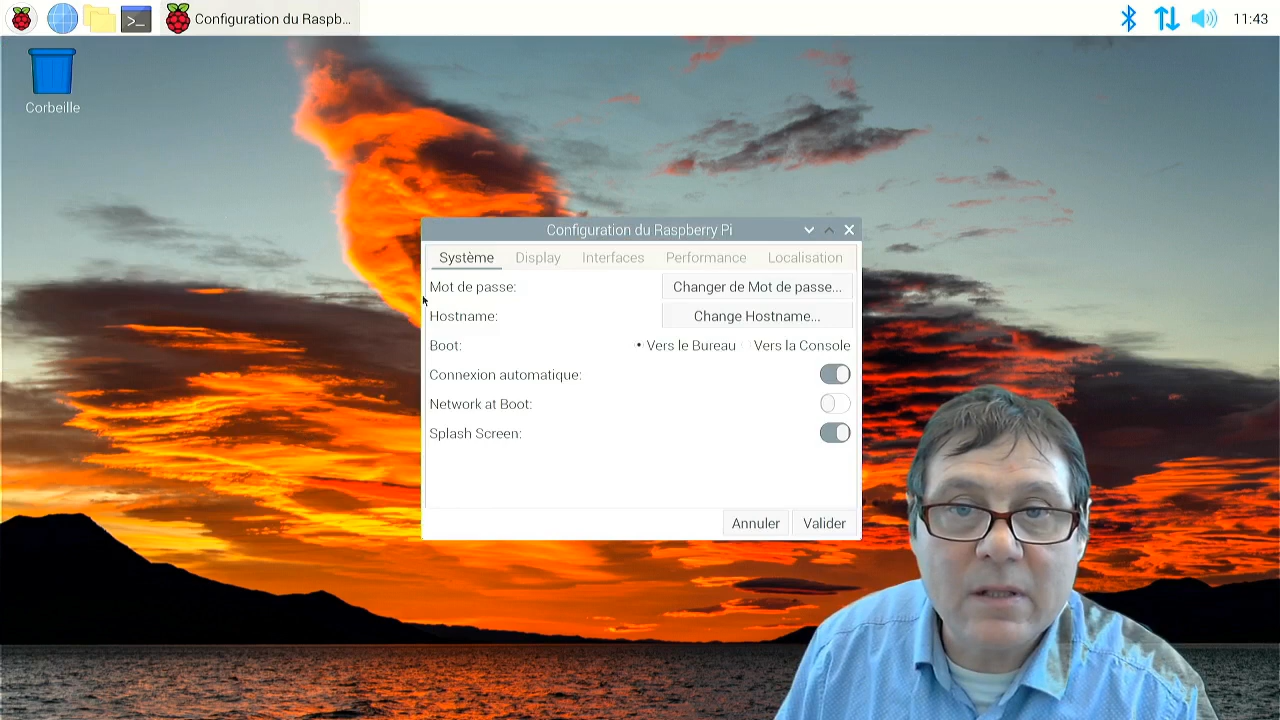 Configuration du Raspb...
11:43
Corbeille
Configuration du Raspberry Pi
Système Display Interfaces Performance Localisation
Mot de passe: Changer de Mot de passe...
Hostname: Change Hostname...
Boot: Vers le Bureau Vers la Console
Connexion automatique:
Network at Boot:
Splash Screen:
Annuler Valider